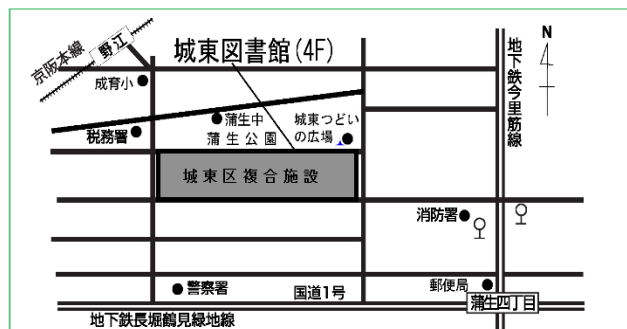 京阪本線
野江
城東図書館(4F)
N
地下鉄今里筋線
成育小
税務署
蒲生中
蒲生公園
城東つどい
の広場
城東区複合施設
消防署
警察署
国道1号
郵便局
蒲生四丁目
地下鉄長堀鶴見緑地線